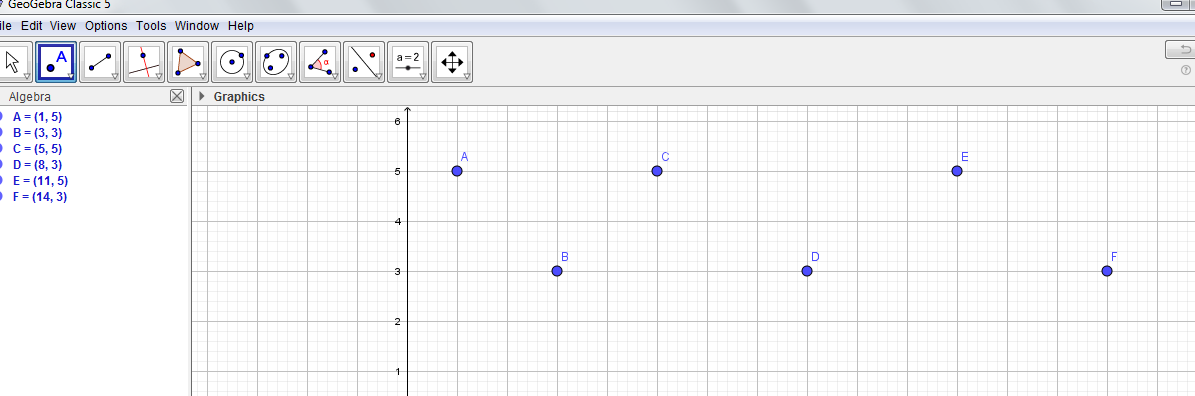 GeoGebra Classic 5
ile Edit View Options Tools Window Help
A
α
a = 2
Algebra
Graphics
A = (1, 5)
B = (3, 3)
C = (5, 5)
D = (8, 3)
E = (11, 5)
F = (14, 3)
6
A
C
E
5
4
B
D
F
3
2
1